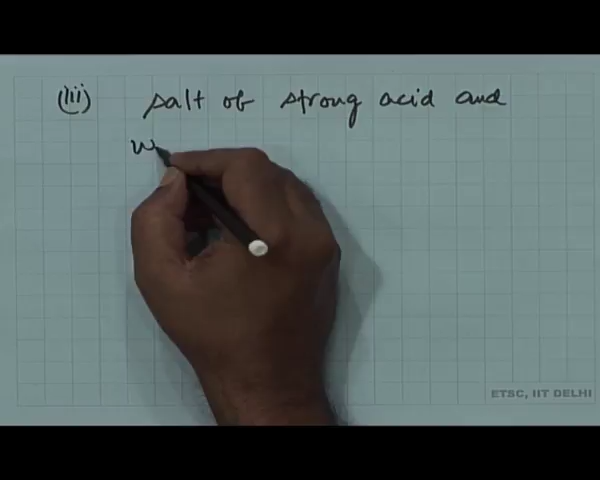 (iii) salt of strong acid and
w
ETSC, IIT DELHI